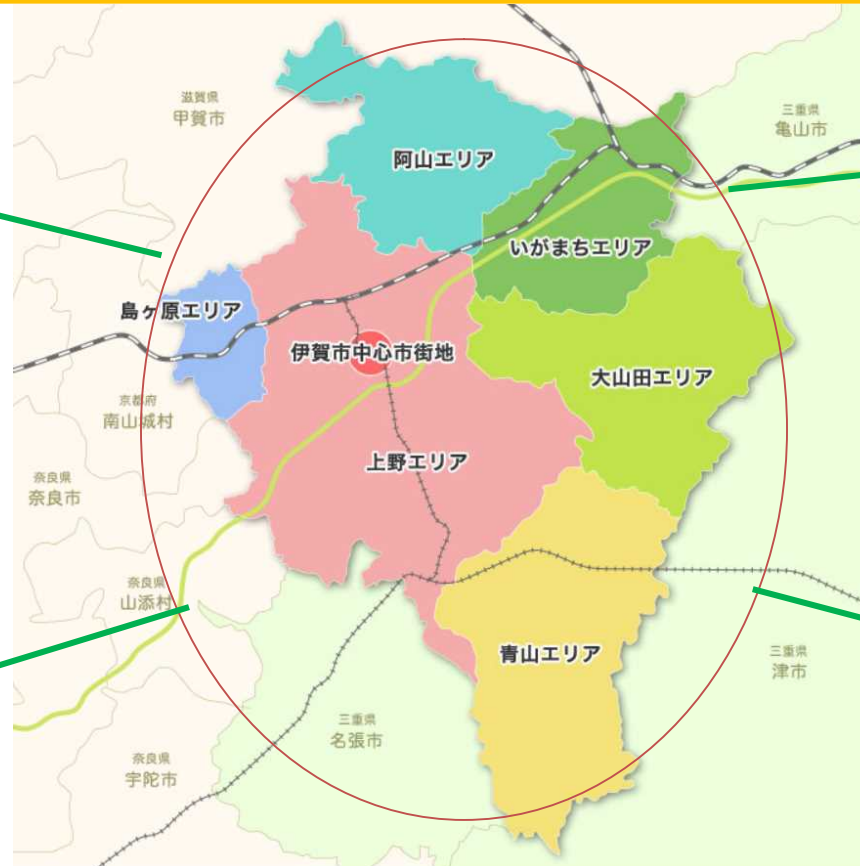 滋賀県
甲賀市
三重県
亀山市
阿山エリア
いがまちエリア
島ヶ原エリア
伊賀市中心市街地
大山田エリア
京都府
南山城村
上野エリア
奈良県
奈良市
奈良県
山添村
青山エリア
三重県
津市
三重県
名張市
奈良県
宇陀市